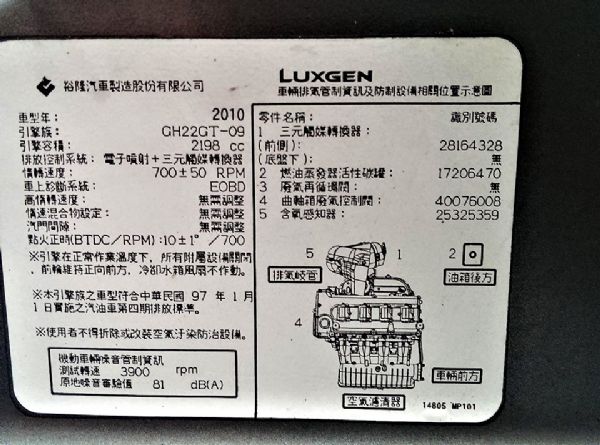 裕隆汽車製造股份有限公司
車型年： 2010
引擎族： GH22GT-09
引擎容積： 2198 cc
排放控制系統： 電子噴射+三元觸媒轉換器
惰轉速度： 700±50 RPM
車上診斷系統： EOBD
高惰轉速度： 無需調整
惰速混合物設定： 無需調整
汽門間隙： 無需調整
點火正時(BTDC/RPM)：10±1°/700
※引擎在正常作業溫度下，所有附屬設備關閉
，前輪維持正向前方，冷卻水箱風扇不作動。
※本引擎族之車型符合中華民國 97 年 1 月
1 日實施之汽油車第四期排放標準。
※使用者不得拆除或改裝空氣汙染防治設備。
機動車輛噪音管制資訊
測試轉速 3900 rpm
原地噪音審驗值 81 dB(A)
LUXGEN
車輛排氣管制資訊及防制設備相關位置示意圖
零件名稱： 識別號碼
1 三元觸媒轉換器：
(前側)： 28164328
(底盤下)： 無
2 燃油蒸發器活性碳罐： 17206470
3 廢氣再循環閥： 無
4 曲軸箱廢氣控制閥： 40076008
5 含氧感知器： 25325359
5 1 2
排氣歧管 油箱後方
4
車輛前方
空氣濾清器
14805 MP101